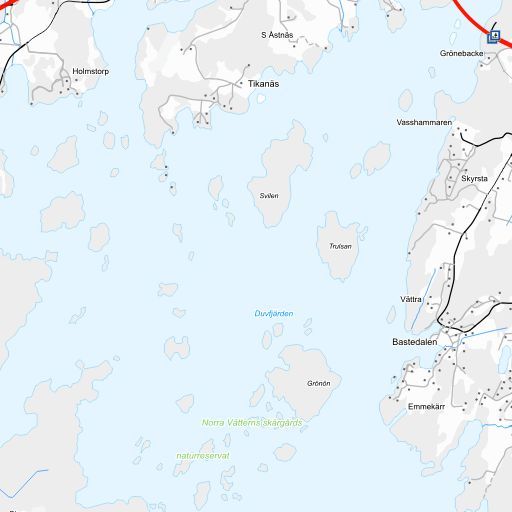 S Åstnäs
Grönebacke
Holmstorp
Tikanäs
Vasshammaren
Skyrsta
Svilen
Trulsan
Vättra
Duvfjärden
Bastedalen
Grönön
Emmekärr
Norra Vätterns skärgårds
naturreservat